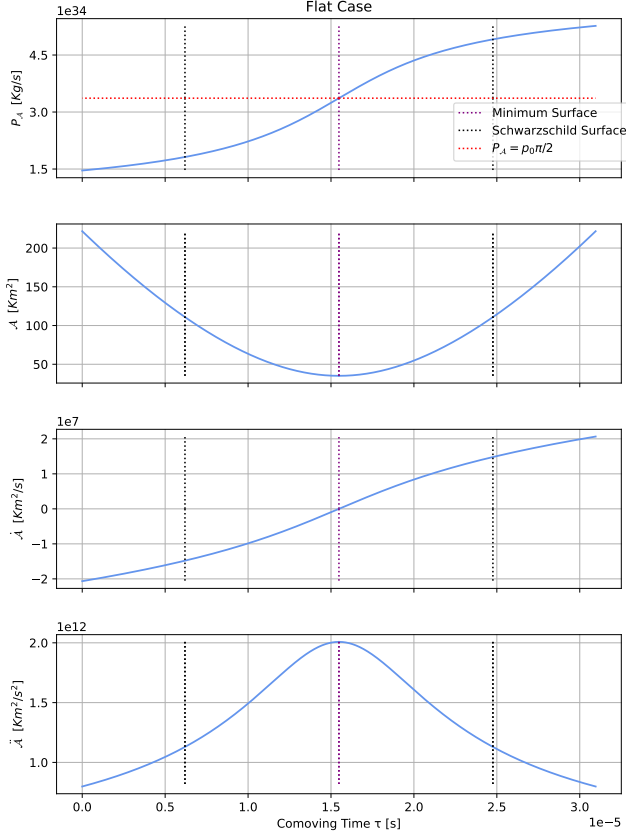 Flat Case
1e34
4.5
3.0
1.5
P_𝒜 [Kg/s]
Minimum Surface
Schwarzschild Surface
P_𝒜 = p₀π/2
200
150
100
50
𝒜 [Km²]
1e7
2
1
0
−1
−2
𝒜̇ [Km²/s]
1e12
2.0
1.5
1.0
𝒜̈ [Km²/s²]
0.0 0.5 1.0 1.5 2.0 2.5 3.0
1e−5
Comoving Time τ [s]